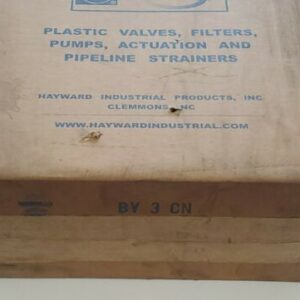 PLASTIC VALVES, FILTERS,
PUMPS, ACTUATION AND
PIPELINE STRAINERS
HAYWARD INDUSTRIAL PRODUCTS, INC
CLEMMONS, NC
WWW.HAYWARDINDUSTRIAL.COM
BV 3 CN